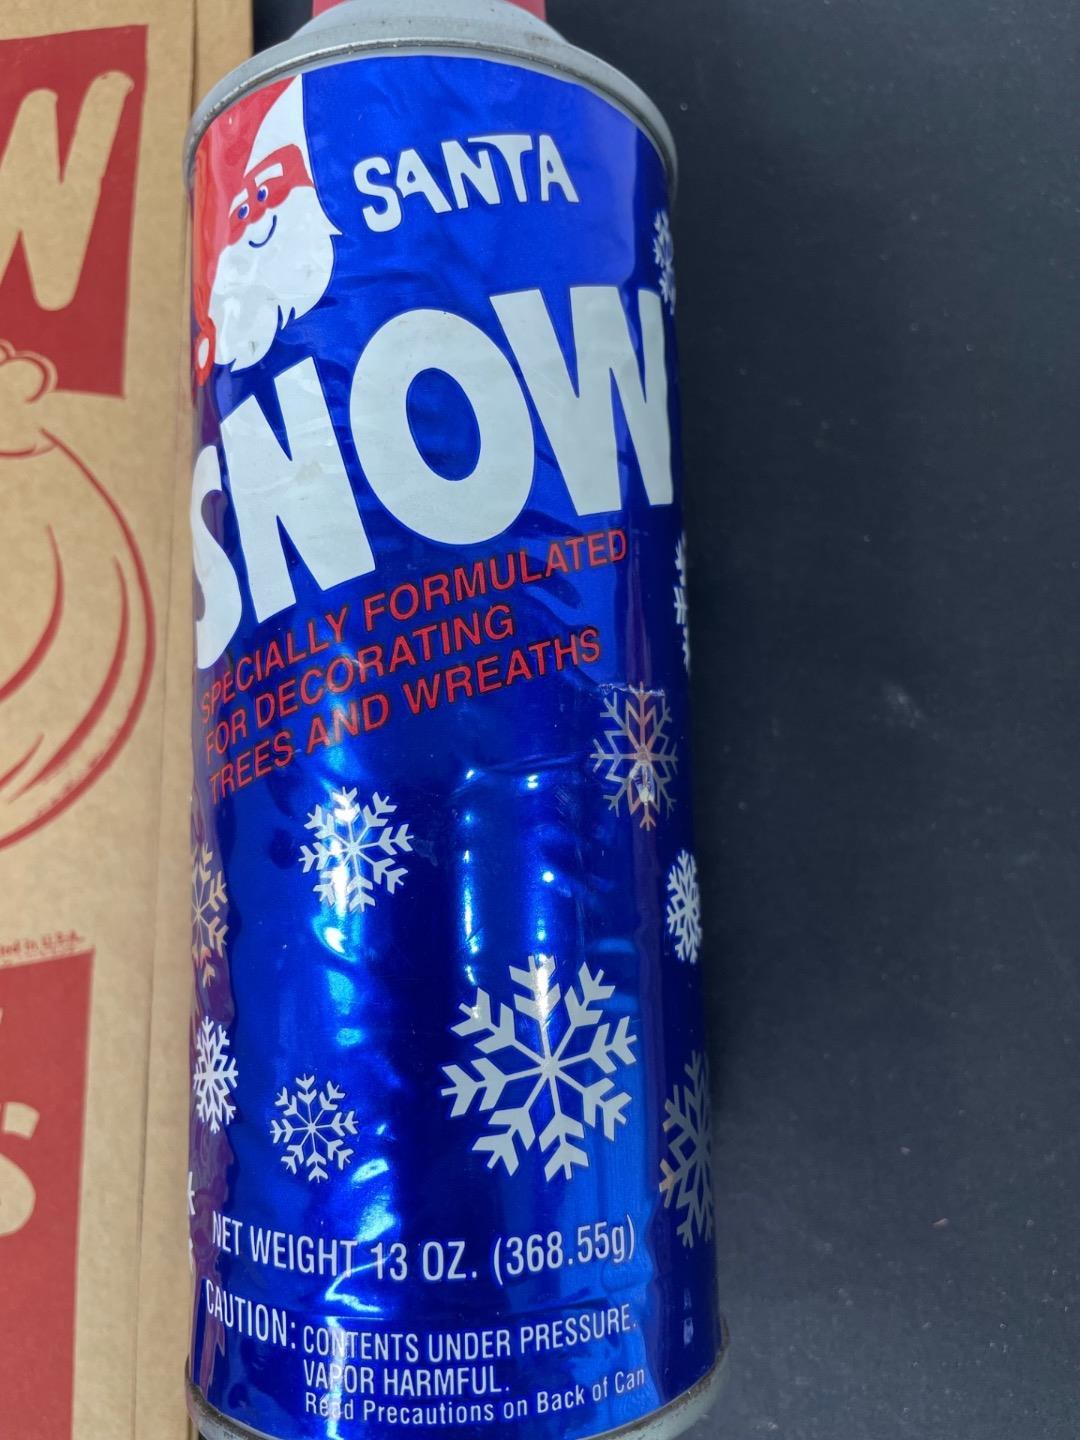 SANTA
SNOW
SPECIALLY FORMULATED
FOR DECORATING
TREES AND WREATHS
NET WEIGHT 13 OZ. (368.55g)
CAUTION: CONTENTS UNDER PRESSURE.
VAPOR HARMFUL.
Read Precautions on Back of Can
W
in U.S.A.
S